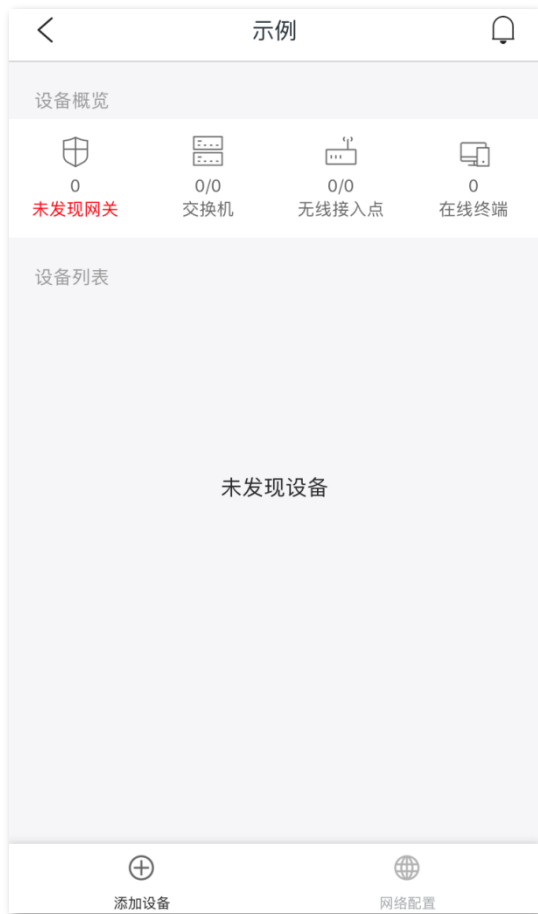 示例
设备概览
0 0/0 0/0 0
未发现网关 交换机 无线接入点 在线终端
设备列表
未发现设备
添加设备 网络配置